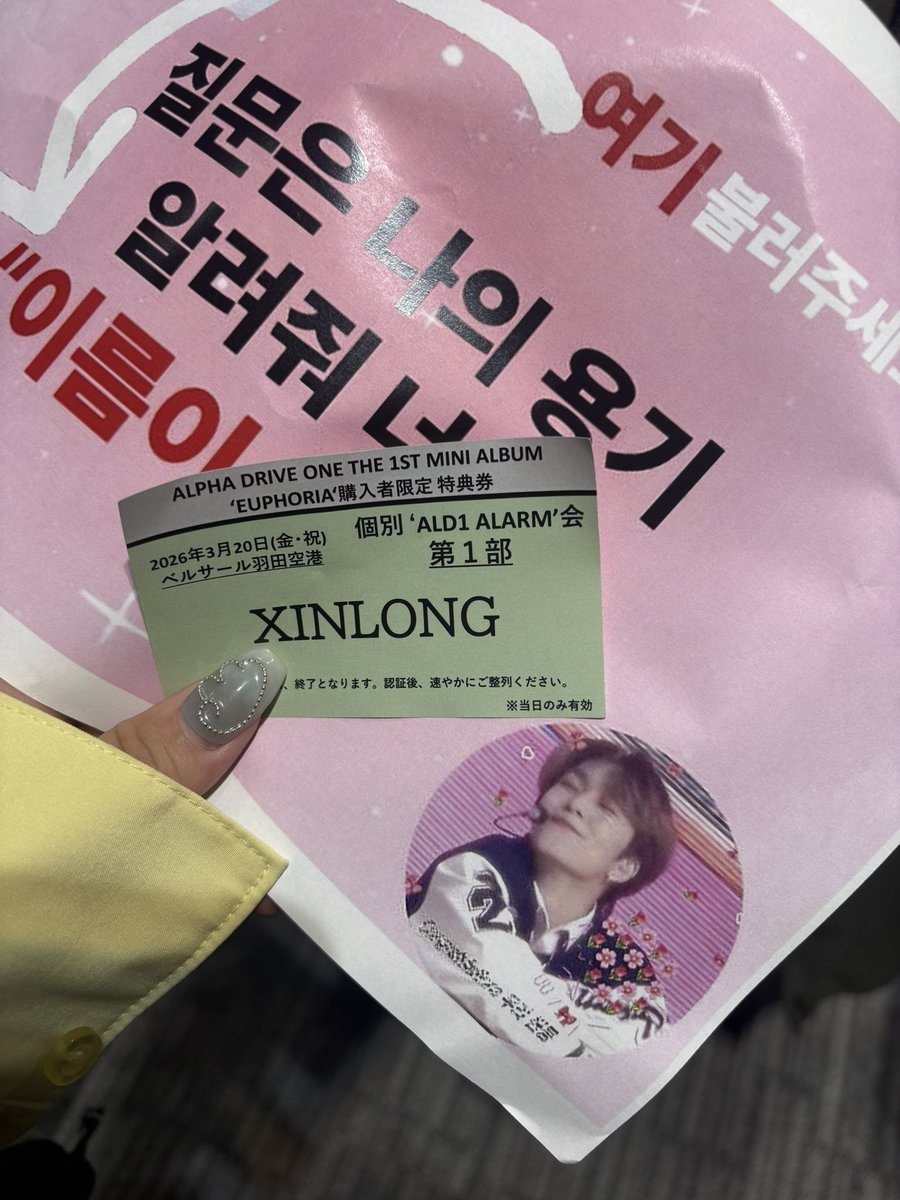 여기 불러주세
질문은 나의 용기
알려줘 너
"이름이
ALPHA DRIVE ONE THE 1ST MINI ALBUM
‘EUPHORIA‘購入者限定 特典券
2026年3月20日(金・祝)
ベルサール羽田空港
個別 ‘ALD1 ALARM’会
第1部
XINLONG
、終了となります。認証後、速やかにご整列ください。
※当日のみ有効
2